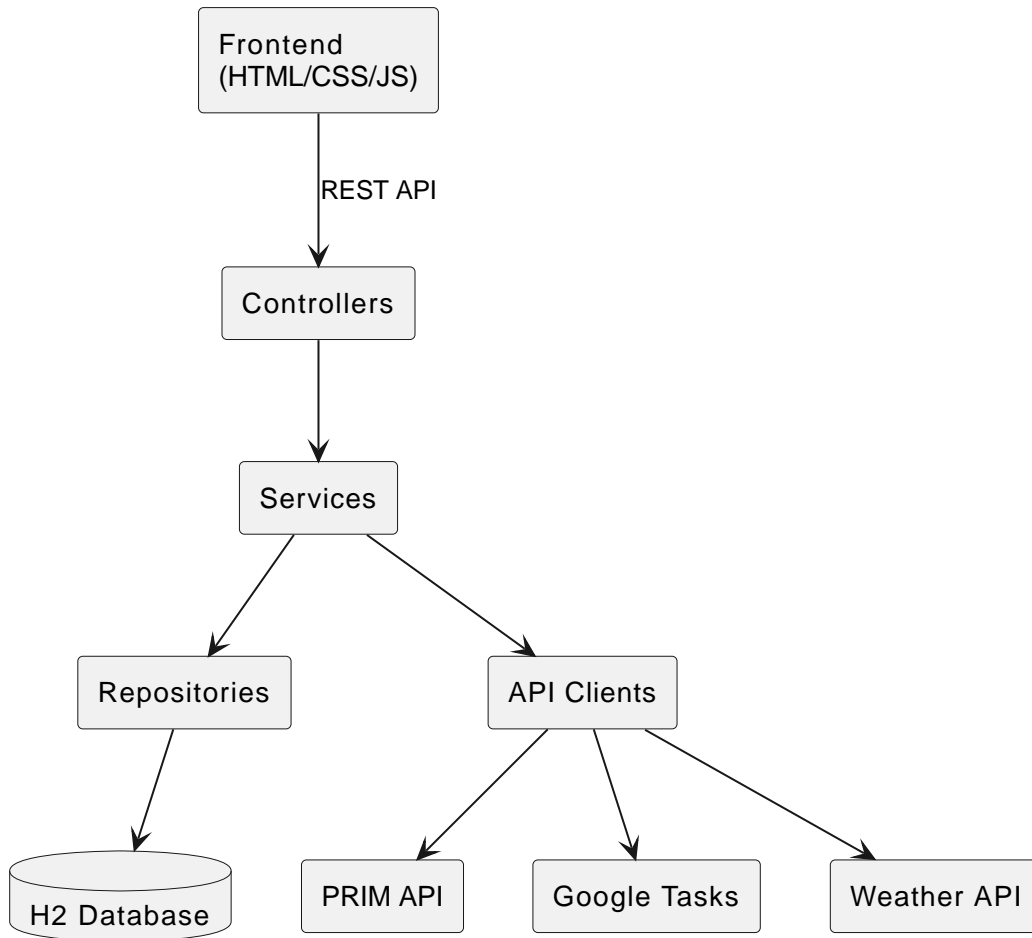 Frontend
(HTML/CSS/JS)
REST API
Controllers
Services
Repositories
API Clients
H2 Database
PRIM API
Google Tasks
Weather API